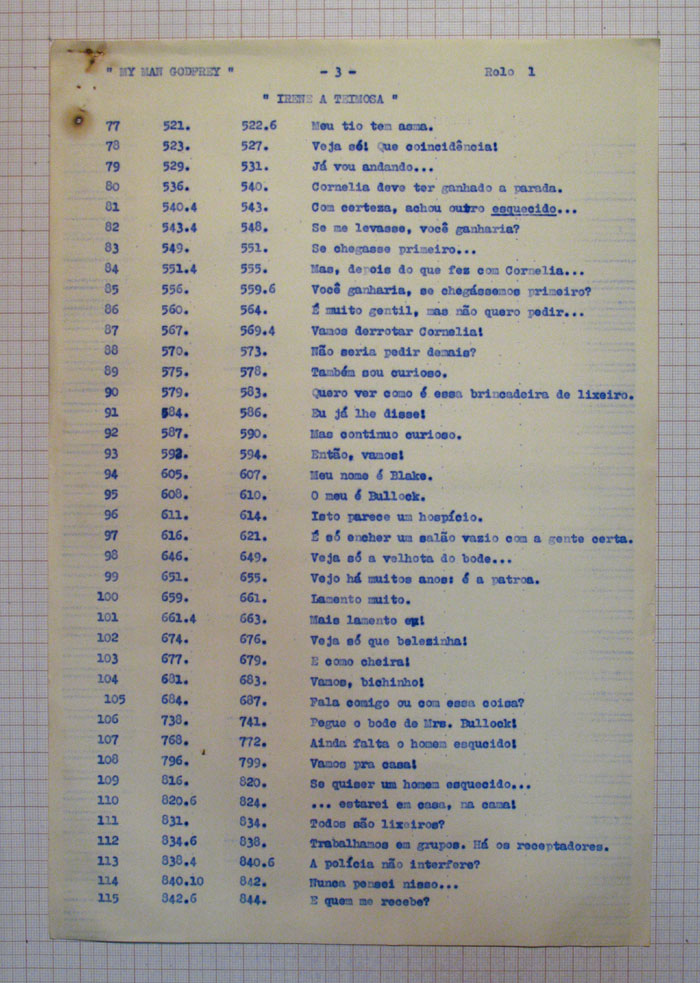 " MY MAN GODFREY " - 3 - Rolo 1
" IRENE A TEIMOSA "
77 521. 522.6 Meu tio tem asma.
78 523. 527. Veja só! Que coincidência!
79 529. 531. Já vou andando...
80 536. 540. Cornelia deve ter ganhado a parada.
81 540.4 543. Com certeza, achou outro esquecido...
82 543.4 548. Se me levasse, você ganharia?
83 549. 551. Se chegasse primeiro...
84 551.4 555. Mas, depois do que fez com Cornelia...
85 556. 559.6 Você ganharia, se chegássemos primeiro?
86 560. 564. É muito gentil, mas não quero pedir...
87 567. 569.4 Vamos derrotar Cornelia!
88 570. 573. Não seria pedir demais?
89 575. 578. Também sou curioso.
90 579. 583. Quero ver como é essa brincadeira de lixeiro.
91 584. 586. Eu já lhe disse!
92 587. 590. Mas continuo curioso.
93 592. 594. Então, vamos!
94 605. 607. Meu nome é Blake.
95 608. 610. O meu é Bullock.
96 611. 614. Isto parece um hospício.
97 616. 621. É só encher um salão vazio com a gente certa.
98 646. 649. Veja só a velhota do bode...
99 651. 655. Vejo há muitos anos: é a patroa.
100 659. 661. Lamento muito.
101 661.4 663. Mais lamento eu!
102 674. 676. Veja só que belesinha!
103 677. 679. E como cheira!
104 681. 683. Vamos, bichinho!
105 684. 687. Fala comigo ou com essa coisa?
106 738. 741. Pegue o bode de Mrs. Bullock!
107 768. 772. Ainda falta o homem esqucido!
108 796. 799. Vamos pra casa!
109 816. 820. Se quiser um homem esquecido...
110 820.6 824. ... estarei em casa, na cama!
111 831. 834. Todos são lixeiros?
112 834.6 838. Trabalhamos em grupos. Há os receptadores.
113 838.4 840.6 A polícia não interfere?
114 840.10 842. Nunca pensei nisso...
115 842.6 844. E quem me recebe?